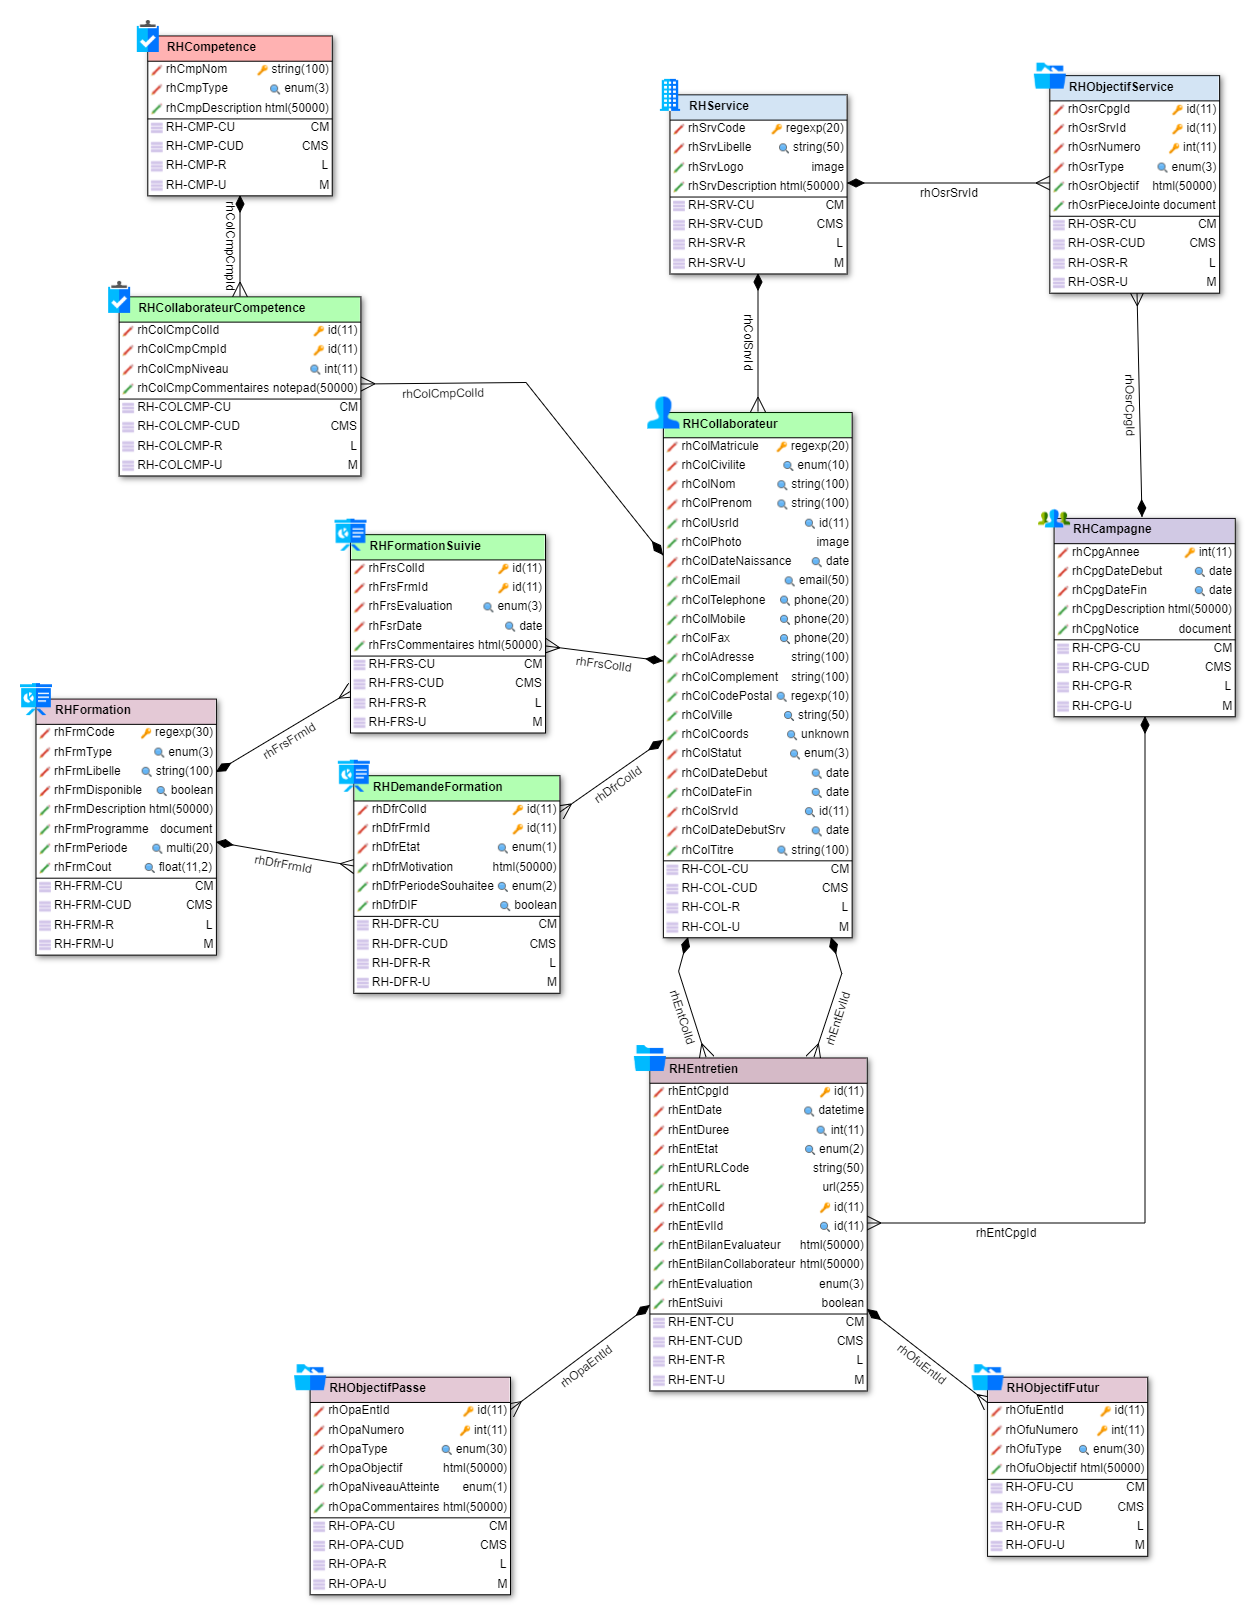 RHCompetence
rhCmpNom string(100)
rhCmpType enum(3)
rhCmpDescription html(50000)
RH-CMP-CU CM
RH-CMP-CUD CMS
RH-CMP-R L
RH-CMP-U M
rhColCmpCmpId
RHService
rhSrvCode regexp(20)
rhSrvLibelle string(50)
rhSrvLogo image
rhSrvDescription html(50000)
RH-SRV-CU CM
RH-SRV-CUD CMS
RH-SRV-R L
RH-SRV-U M
rhOsrSrvId
RHObjectifService
rhOsrCpgId id(11)
rhOsrSrvId id(11)
rhOsrNumero int(11)
rhOsrType enum(3)
rhOsrObjectif html(50000)
rhOsrPieceJointe document
RH-OSR-CU CM
RH-OSR-CUD CMS
RH-OSR-R L
RH-OSR-U M
RHCollaborateurCompetence
rhColCmpColId id(11)
rhColCmpCmpId id(11)
rhColCmpNiveau int(11)
rhColCmpCommentaires notepad(50000)
RH-COLCMP-CU CM
RH-COLCMP-CUD CMS
RH-COLCMP-R L
RH-COLCMP-U M
rhColCmpColId
rhColSrvId
rhOsrCpgId
RHCollaborateur
rhColMatricule regexp(20)
rhColCivilite enum(10)
rhColNom string(100)
rhColPrenom string(100)
rhColUsrId id(11)
rhColPhoto image
rhColDateNaissance date
rhColEmail email(50)
rhColTelephone phone(20)
rhColMobile phone(20)
rhColFax phone(20)
rhColAdresse string(100)
rhColComplement string(100)
rhColCodePostal regexp(10)
rhColVille string(50)
rhColCoords unknown
rhColStatut enum(3)
rhColDateDebut date
rhColDateFin date
rhColSrvId id(11)
rhColDateDebutSrv date
rhColTitre string(100)
RH-COL-CU CM
RH-COL-CUD CMS
RH-COL-R L
RH-COL-U M
RHCampagne
rhCpgAnnee int(11)
rhCpgDateDebut date
rhCpgDateFin date
rhCpgDescription html(50000)
rhCpgNotice document
RH-CPG-CU CM
RH-CPG-CUD CMS
RH-CPG-R L
RH-CPG-U M
RHFormationSuivie
rhFrsColId id(11)
rhFrsFrmId id(11)
rhFrsEvaluation enum(3)
rhFsrDate date
rhFrsCommentaires html(50000)
RH-FRS-CU CM
RH-FRS-CUD CMS
RH-FRS-R L
RH-FRS-U M
rhFrsColId
rhFrsFrmId
RHFormation
rhFrmCode regexp(30)
rhFrmType enum(3)
rhFrmLibelle string(100)
rhFrmDisponible boolean
rhFrmDescription html(50000)
rhFrmProgramme document
rhFrmPeriode multi(20)
rhFrmCout float(11,2)
RH-FRM-CU CM
RH-FRM-CUD CMS
RH-FRM-R L
RH-FRM-U M
rhDfrFrmId
rhDfrColId
RHDemandeFormation
rhDfrColId id(11)
rhDfrFrmId id(11)
rhDfrEtat enum(1)
rhDfrMotivation html(50000)
rhDfrPeriodeSouhaitee enum(2)
rhDfrDIF boolean
RH-DFR-CU CM
RH-DFR-CUD CMS
RH-DFR-R L
RH-DFR-U M
rhEntColId
rhEntEvlId
RHEntretien
rhEntCpgId id(11)
rhEntDate datetime
rhEntDuree int(11)
rhEntEtat enum(2)
rhEntURLCode string(50)
rhEntURL url(255)
rhEntColId id(11)
rhEntEvlId id(11)
rhEntBilanEvaluateur html(50000)
rhEntBilanCollaborateur html(50000)
rhEntEvaluation enum(3)
rhEntSuivi boolean
RH-ENT-CU CM
RH-ENT-CUD CMS
RH-ENT-R L
RH-ENT-U M
rhEntCpgId
rhOpaEntId
rhOfuEntId
RHObjectifPasse
rhOpaEntId id(11)
rhOpaNumero int(11)
rhOpaType enum(30)
rhOpaObjectif html(50000)
rhOpaNiveauAtteinte enum(1)
rhOpaCommentaires html(50000)
RH-OPA-CU CM
RH-OPA-CUD CMS
RH-OPA-R L
RH-OPA-U M
RHObjectifFutur
rhOfuEntId id(11)
rhOfuNumero int(11)
rhOfuType enum(30)
rhOfuObjectif html(50000)
RH-OFU-CU CM
RH-OFU-CUD CMS
RH-OFU-R L
RH-OFU-U M